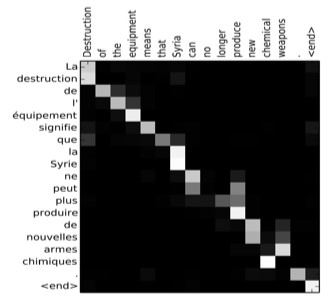 Destruction
of
the
equipment
means
that
Syria
can
no
longer
produce
new
chemical
weapons
.
<end>
La
destruction
de
l'
équipement
signifie
que
la
Syrie
ne
peut
plus
produire
de
nouvelles
armes
chimiques
.
<end>